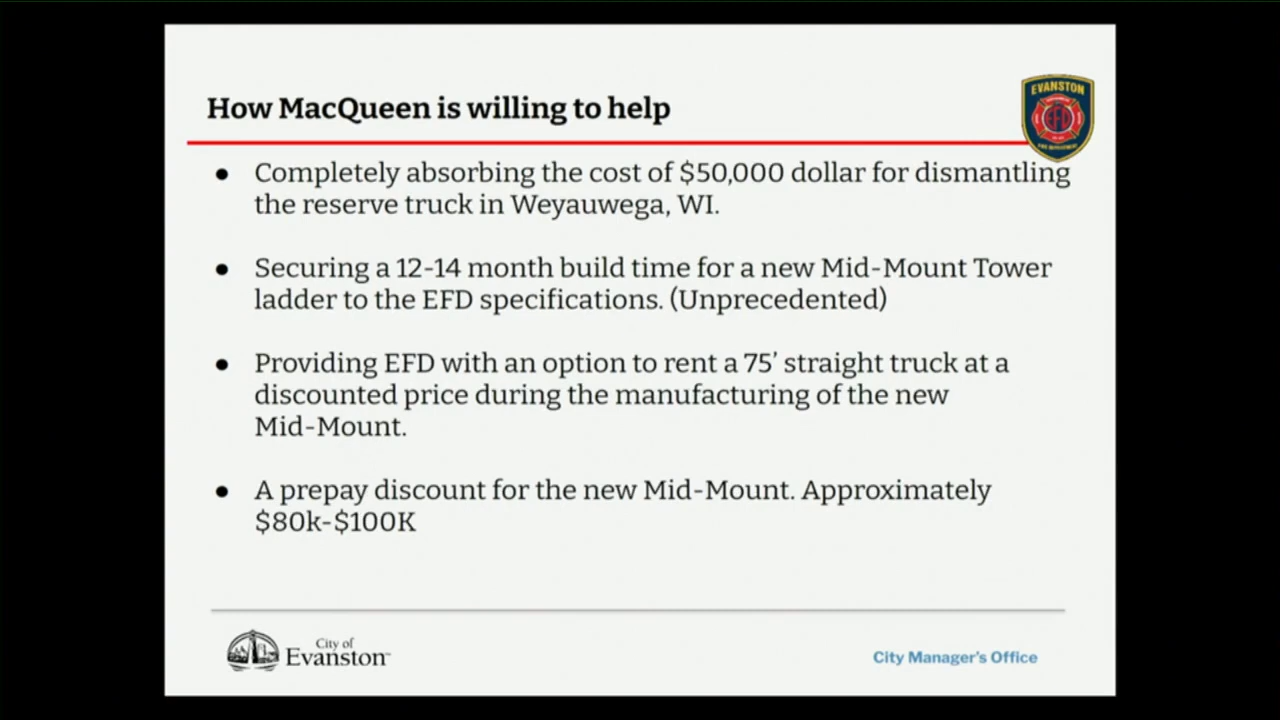 How MacQueen is willing to help
EVANSTON
EFD
● Completely absorbing the cost of $50,000 dollar for dismantling
the reserve truck in Weyauwega, WI.
● Securing a 12-14 month build time for a new Mid-Mount Tower
ladder to the EFD specifications. (Unprecedented)
● Providing EFD with an option to rent a 75’ straight truck at a
discounted price during the manufacturing of the new
Mid-Mount.
● A prepay discount for the new Mid-Mount. Approximately
$80k-$100K
City of
Evanston™
City Manager’s Office